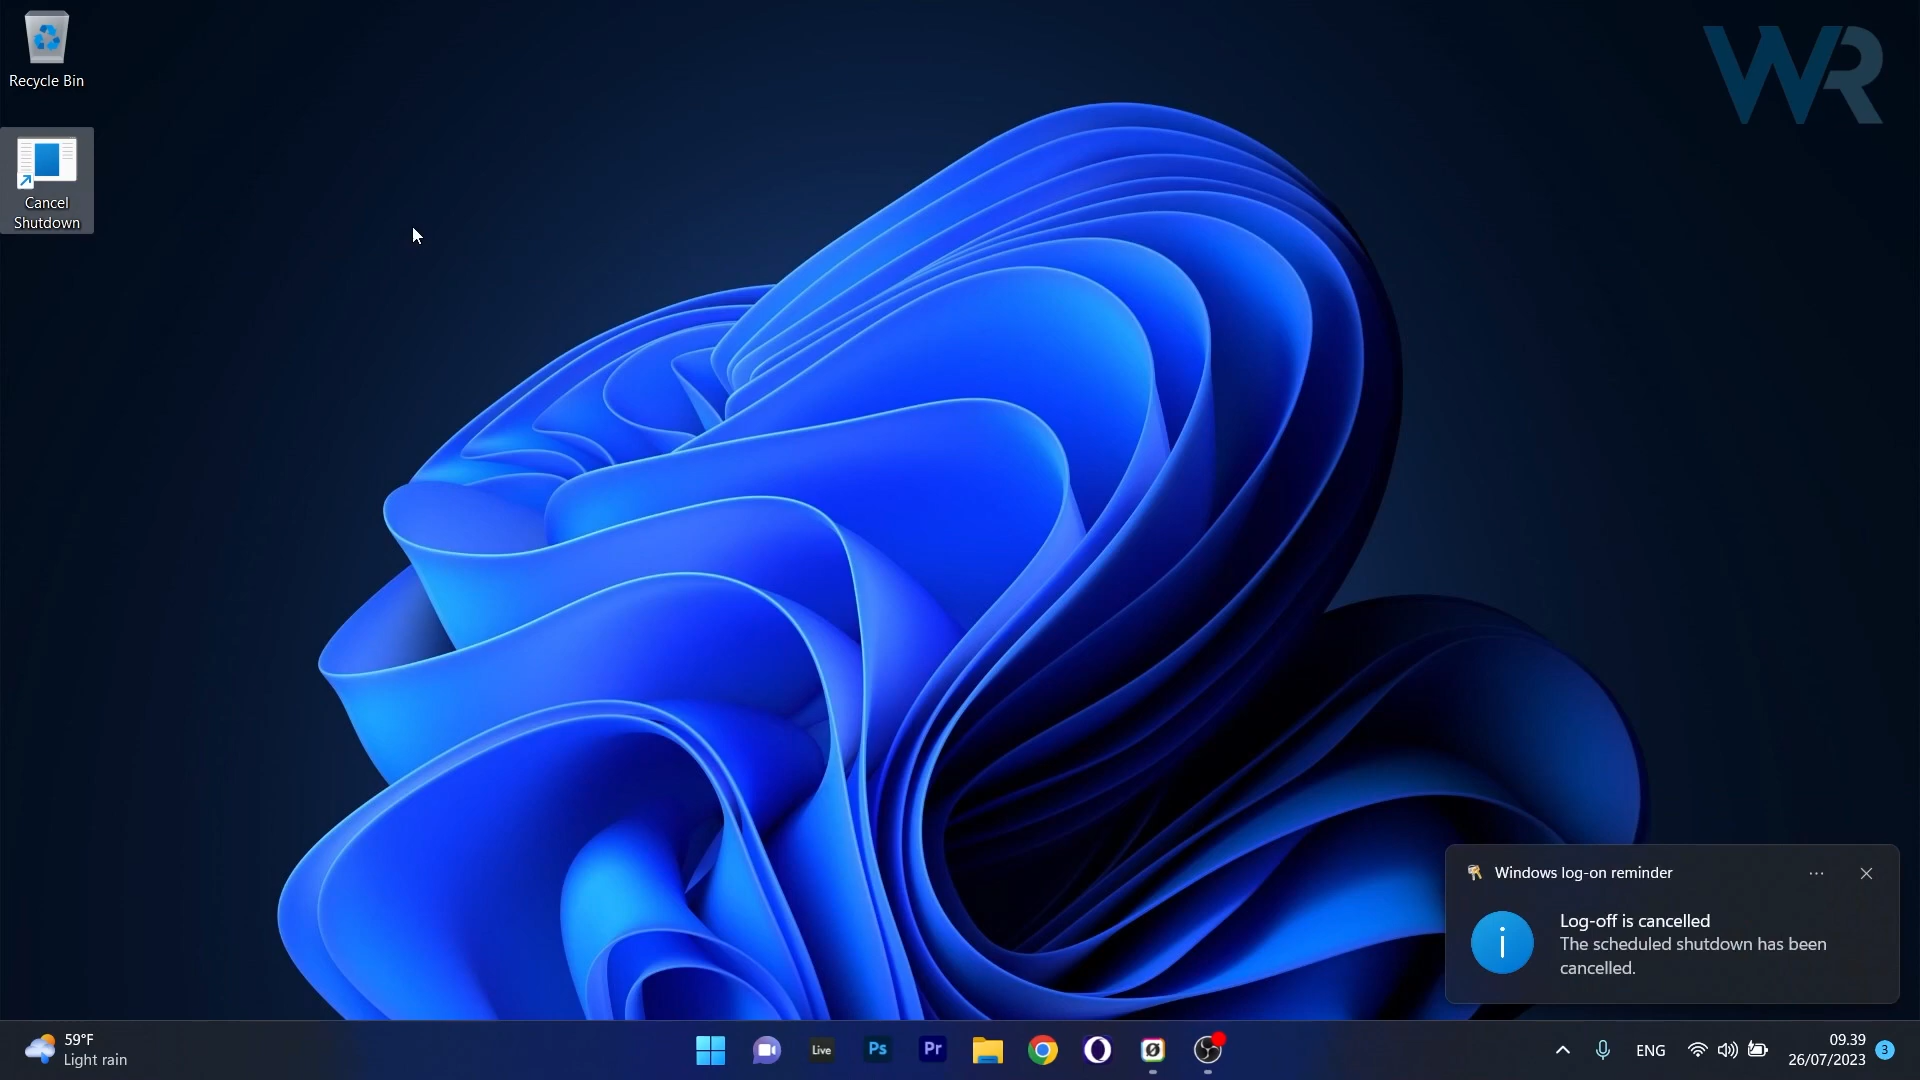 Recycle Bin
WR
Cancel
Shutdown
Windows log-on reminder
Log-off is cancelled
The scheduled shutdown has been
cancelled.
59°F
Light rain
Live
Ps
Pr
ENG
09.39
26/07/2023
3